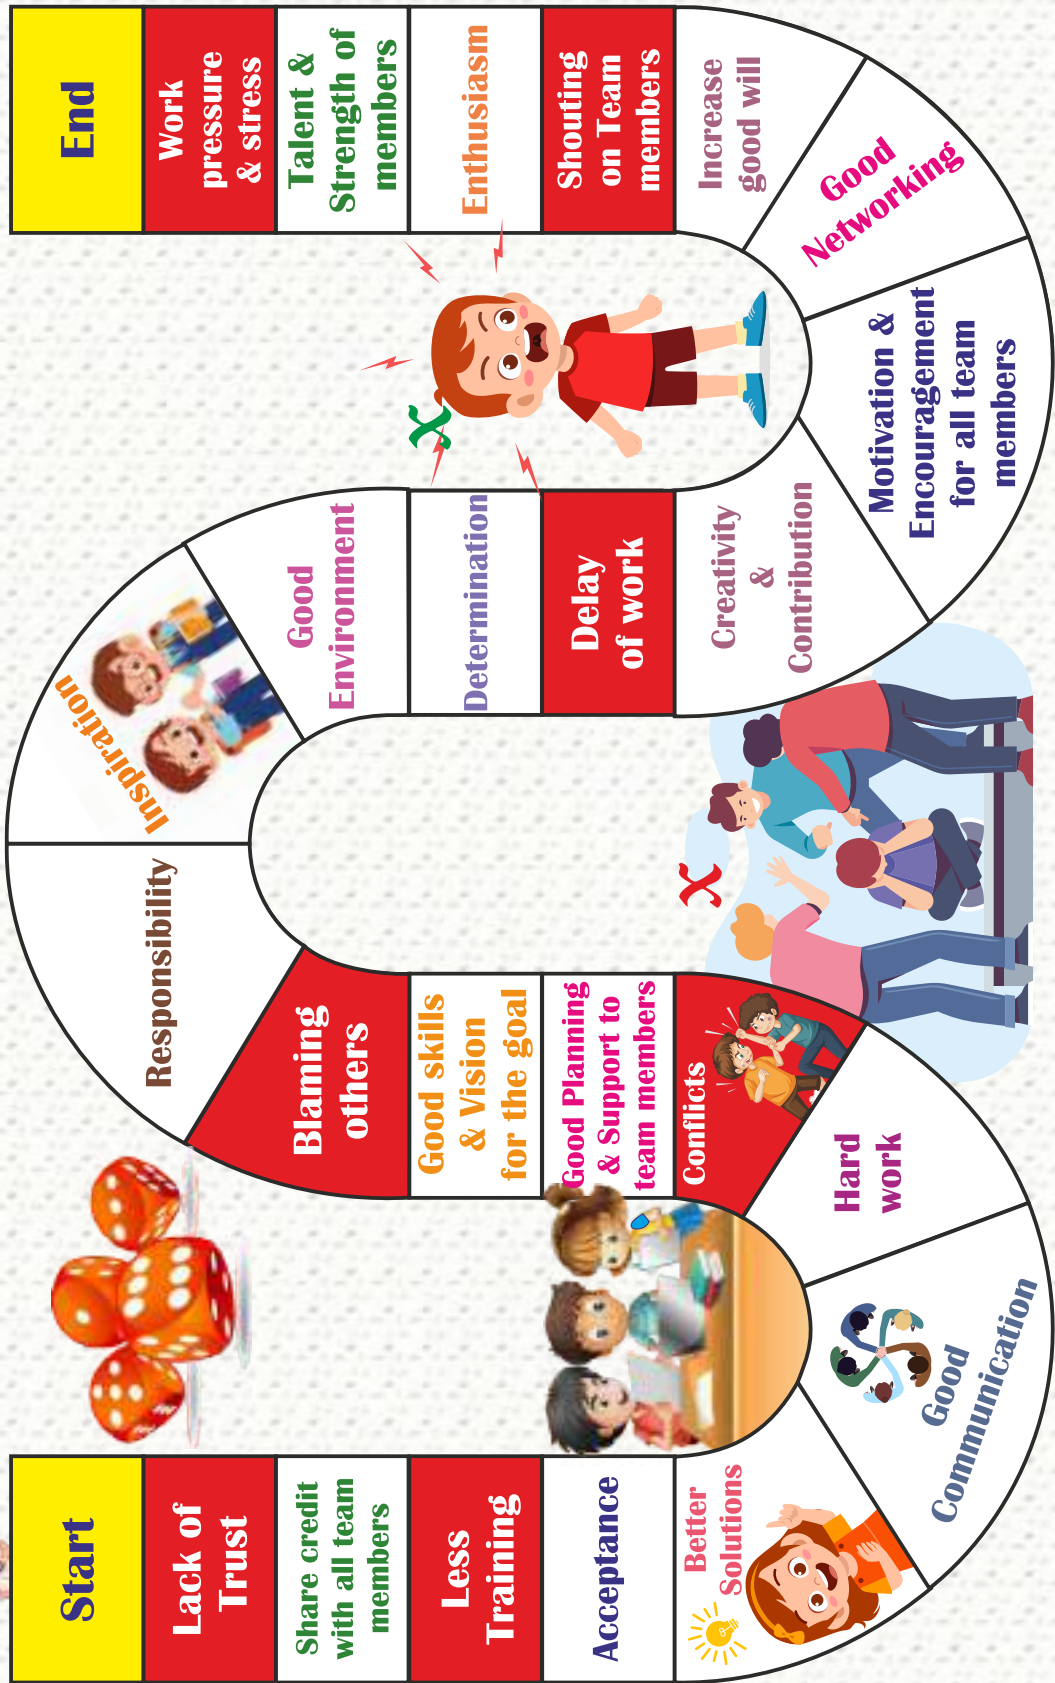 Start
Lack of
Trust
Share credit
with all team
members
Less
Training
Acceptance
Better
Solutions
Good
Communication
Hard
work
Conflicts
Good Planning
& Support to
team members
Good skills
& Vision
for the goal
Blaming
others
Responsibility
Inspiration
Good
Environment
Determination
Delay
of work
Creativity
&
Contribution
Motivation &
Encouragement
for all team
members
Good
Networking
Increase
good will
Shouting
on Team
members
Enthusiasm
Talent &
Strength of
members
Work
pressure
& stress
End
X
X